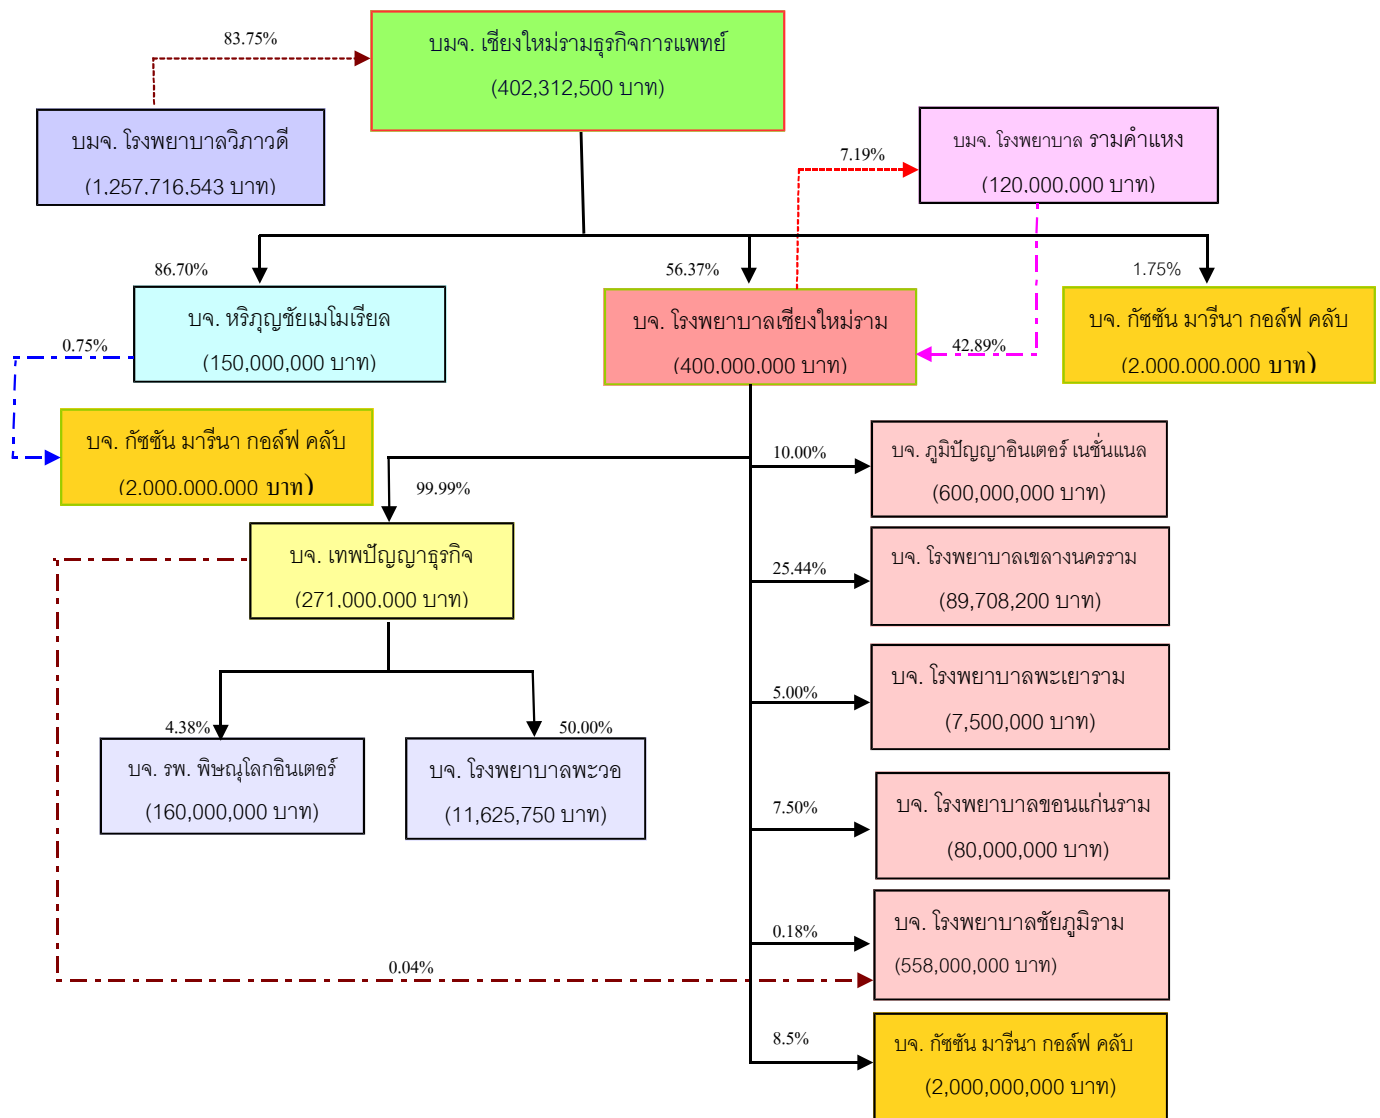 83.75%
บมจ. เชียงใหม่รามธุรกิจการแพทย์
(402,312,500 บาท)
บมจ. โรงพยาบาลวิภาวดี
(1,257,716,543 บาท)
7.19%
บมจ. โรงพยาบาล รามคำแหง
(120,000,000 บาท)
86.70%
56.37%
1.75%
บจ. หริภุญชัยเมโมเรียล
(150,000,000 บาท)
บจ. โรงพยาบาลเชียงใหม่ราม
(400,000,000 บาท)
บจ. กัซซัน มารีนา กอล์ฟ คลับ
(2,000,000,000 บาท)
0.75%
42.89%
บจ. กัซซัน มารีนา กอล์ฟ คลับ
(2,000,000,000 บาท)
99.99%
10.00%
บจ. ภูมิปัญญาอินเตอร์ เนชั่นแนล
(600,000,000 บาท)
บจ. เทพปัญญาธุรกิจ
(271,000,000 บาท)
25.44%
บจ. โรงพยาบาลเขลางนครราม
(89,708,200 บาท)
5.00%
บจ. โรงพยาบาลพะเยาราม
(7,500,000 บาท)
4.38%
50.00%
บจ. รพ. พิษณุโลกอินเตอร์
(160,000,000 บาท)
บจ. โรงพยาบาลพะวอ
(11,625,750 บาท)
7.50%
บจ. โรงพยาบาลขอนแก่นราม
(80,000,000 บาท)
0.18%
บจ. โรงพยาบาลชัยภูมิราม
(558,000,000 บาท)
0.04%
8.5%
บจ. กัซซัน มารีนา กอล์ฟ คลับ
(2,000,000,000 บาท)